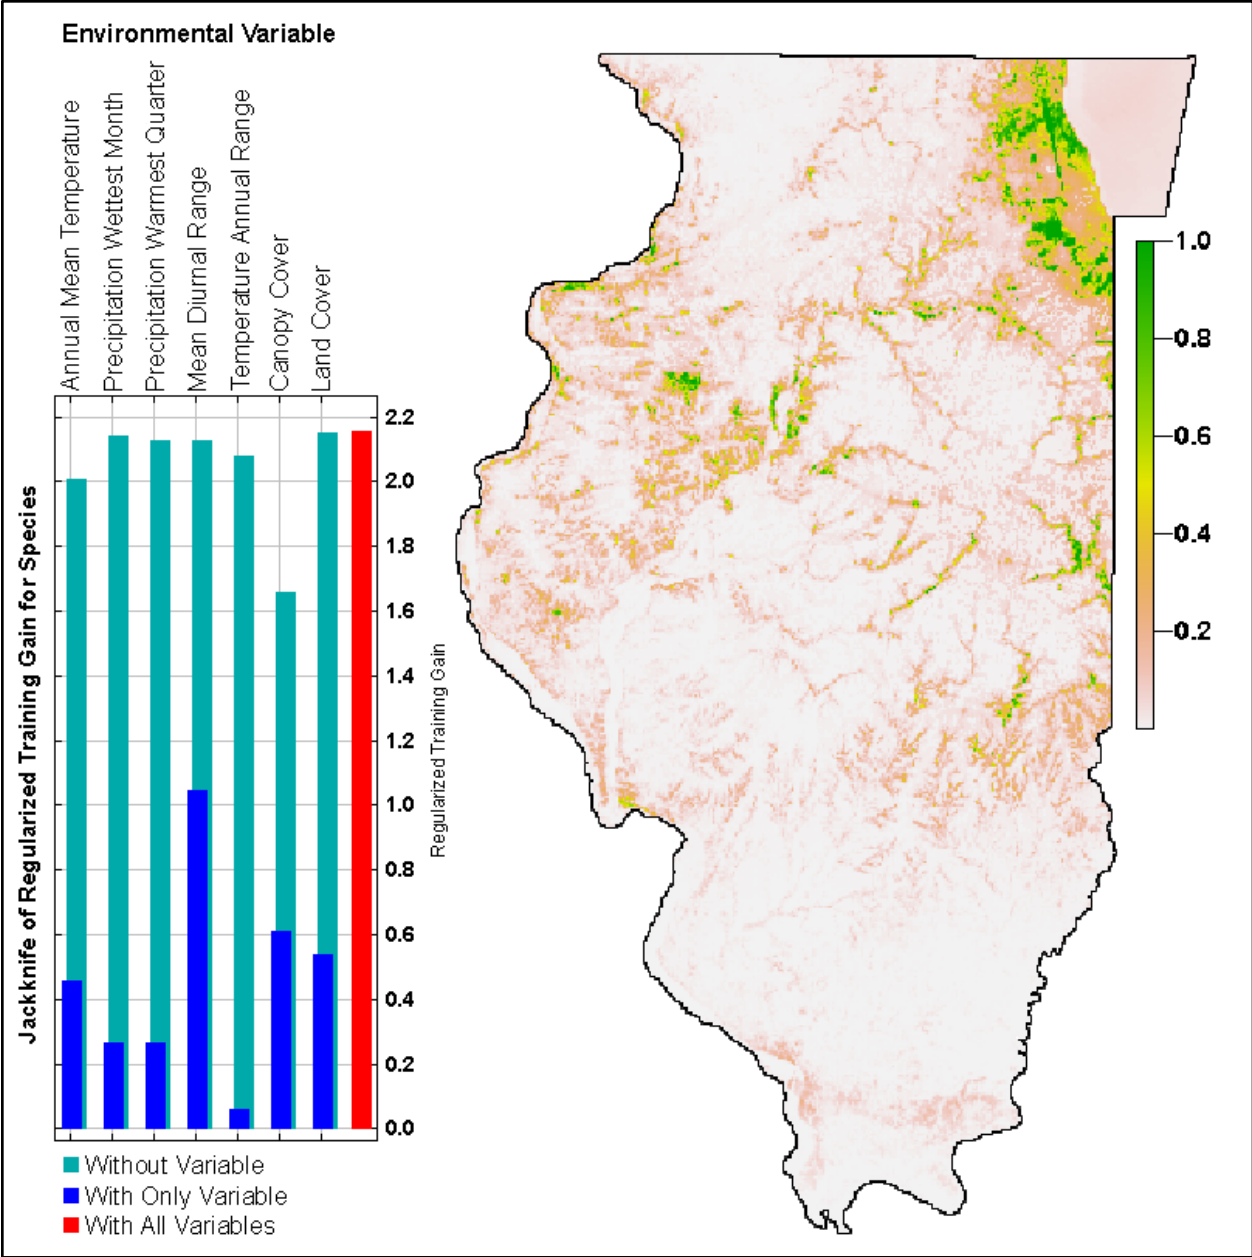 Environmental Variable
Annual Mean Temperature
Precipitation Wettest Month
Precipitation Warmest Quarter
Mean Diurnal Range
Temperature Annual Range
Canopy Cover
Land Cover
Jackknife of Regularized Training Gain for Species
2.2
2.0
1.8
1.6
1.4
1.2
1.0
0.8
0.6
0.4
0.2
0.0
Regularized Training Gain
Without Variable
With Only Variable
With All Variables
1.0
0.8
0.6
0.4
0.2